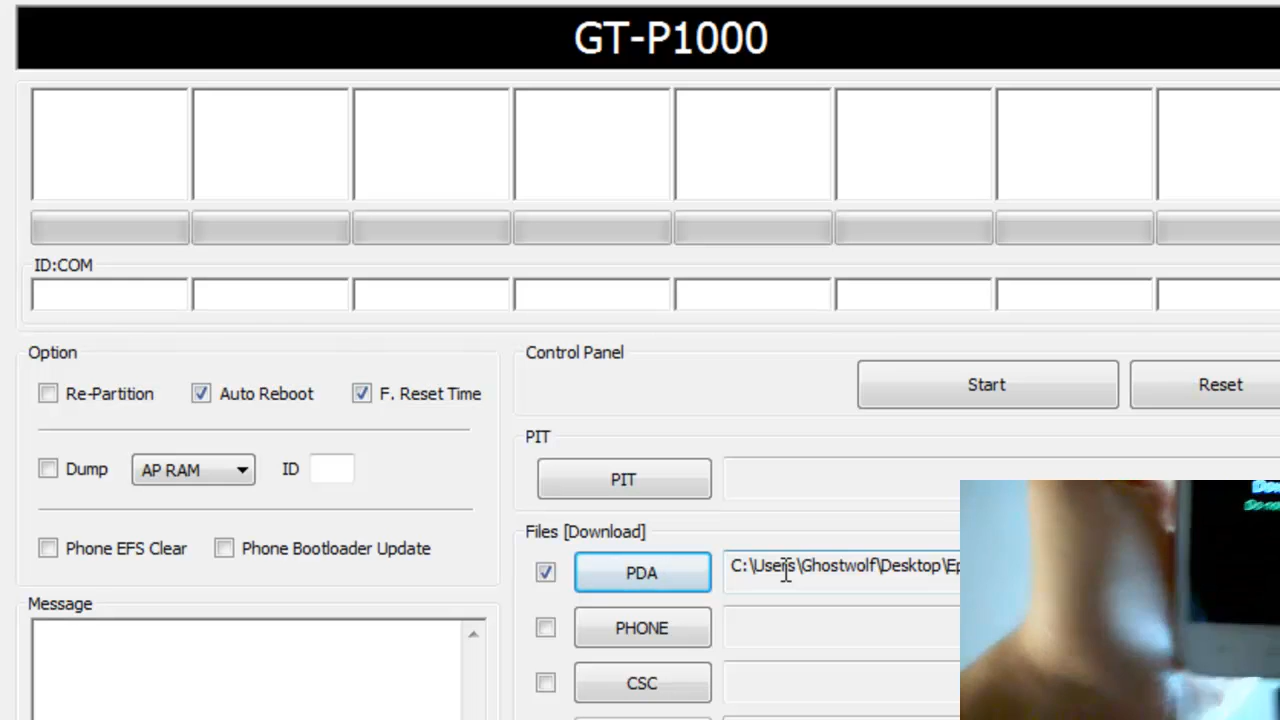 GT-P1000
ID:COM
Option
Re-Partition Auto Reboot F. Reset Time
Dump AP RAM ID
Phone EFS Clear Phone Bootloader Update
Message
Control Panel
Start Reset
PIT
PIT
Files [Download]
PDA C:\Users\Ghostwolf\Desktop\Ep
PHONE
CSC